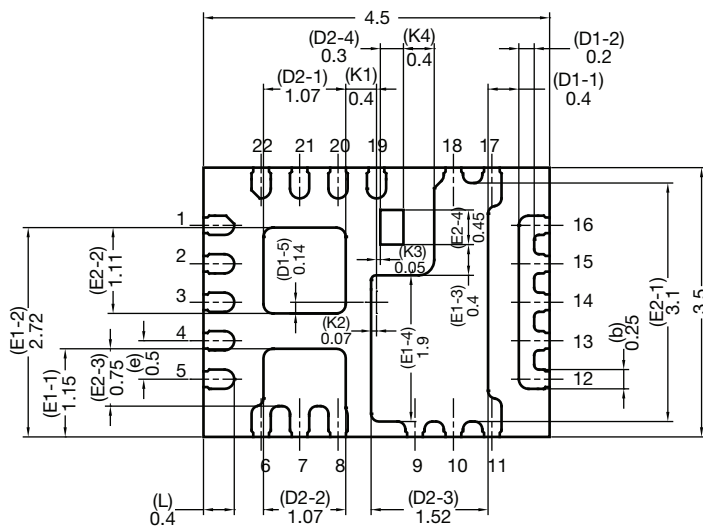 4.5
(D2-4)
0.3
(K4)
0.4
(D1-2)
0.2
(D2-1)
1.07
(K1)
0.4
(D1-1)
0.4
22 21 20 19 18 17
1
2
3
4
5
16
15
14
13
12
(E1-2)
2.72
(E2-2)
1.11
(D1-5)
0.14
(E2-4)
0.45
(K3)
0.05
(E1-3)
0.4
(E2-1)
3.1
3.5
(K2)
0.07
(E1-4)
1.9
(b)
0.25
(E1-1)
1.15
(E2-3)
0.75
(e)
0.5
6 7 8 9 10 11
(L)
0.4
(D2-2)
1.07
(D2-3)
1.52